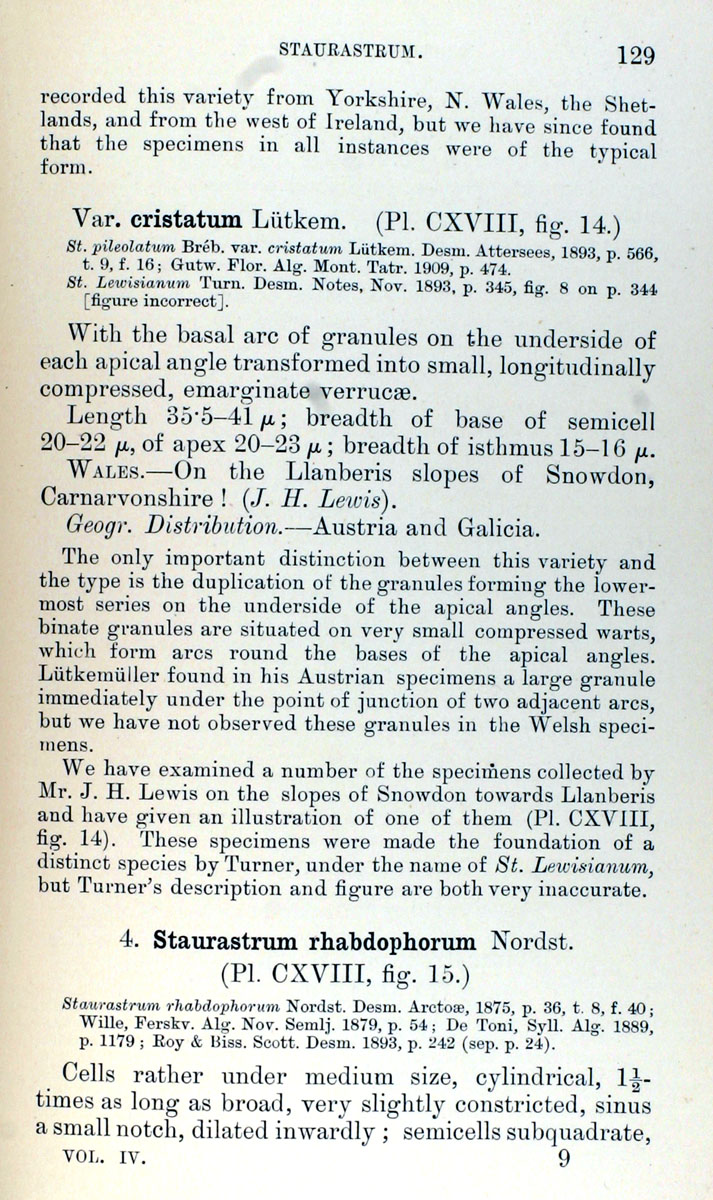 STAURASTRUM. 129
recorded this variety from Yorkshire, N. Wales, the Shet-
lands, and from the west of Ireland, but we have since found
that the specimens in all instances were of the typical
form.
Var. cristatum Lütkem. (Pl. CXVIII, fig. 14.)
St. pileolatum Bréb. var. cristatum Lütkem. Desm. Attersees, 1893, p. 566,
t. 9, f. 16; Gutw. Flor. Alg. Mont. Tatr. 1909, p. 474.
St. Lewisianum Turn. Desm. Notes, Nov. 1893, p. 345, fig. 8 on p. 344
[figure incorrect].
With the basal arc of granules on the underside of
each apical angle transformed into small, longitudinally
compressed, emarginate verrucæ.
Length 35·5–41 μ; breadth of base of semicell
20–22 μ, of apex 20–23 μ; breadth of isthmus 15–16 μ.
WALES.—On the Llanberis slopes of Snowdon,
Carnarvonshire ! (J. H. Lewis).
Geogr. Distribution.—Austria and Galicia.
The only important distinction between this variety and
the type is the duplication of the granules forming the lower-
most series on the underside of the apical angles. These
binate granules are situated on very small compressed warts,
which form arcs round the bases of the apical angles.
Lütkemüller found in his Austrian specimens a large granule
immediately under the point of junction of two adjacent arcs,
but we have not observed these granules in the Welsh speci-
mens.
We have examined a number of the specimens collected by
Mr. J. H. Lewis on the slopes of Snowdon towards Llanberis
and have given an illustration of one of them (Pl. CXVIII,
fig. 14). These specimens were made the foundation of a
distinct species by Turner, under the name of St. Lewisianum,
but Turner's description and figure are both very inaccurate.
4. Staurastrum rhabdophorum Nordst.
(Pl. CXVIII, fig. 15.)
Staurastrum rhabdophorum Nordst. Desm. Arctoæ, 1875, p. 36, t. 8, f. 40;
Wille, Ferskv. Alg. Nov. Semlj. 1879, p. 54; De Toni, Syll. Alg. 1889,
p. 1179; Roy & Biss. Scott. Desm. 1893, p. 242 (sep. p. 24).
Cells rather under medium size, cylindrical, 1½-
times as long as broad, very slightly constricted, sinus
a small notch, dilated inwardly ; semicells subquadrate,
VOL. IV. 9